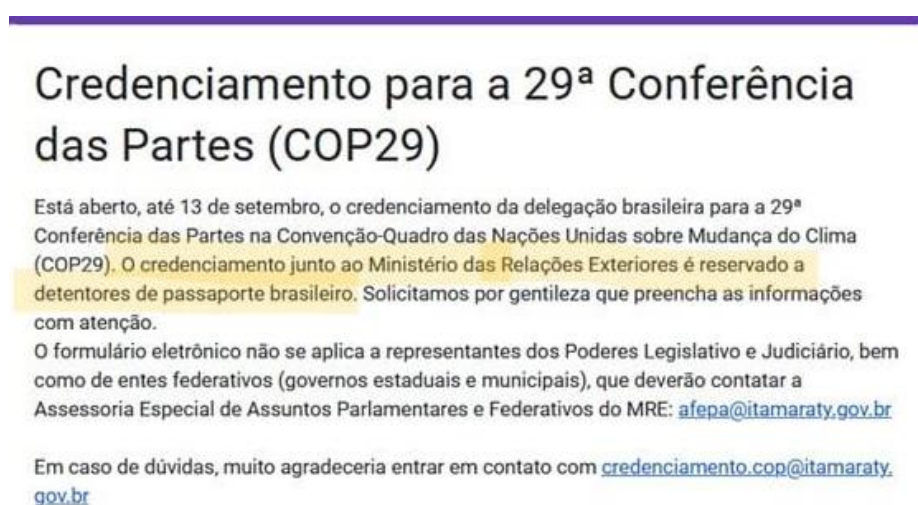 Credenciamento para a 29ª Conferência
das Partes (COP29)
Está aberto, até 13 de setembro, o credenciamento da delegação brasileira para a 29ª
Conferência das Partes na Convenção-Quadro das Nações Unidas sobre Mudança do Clima
(COP29). O credenciamento junto ao Ministério das Relações Exteriores é reservado a
detentores de passaporte brasileiro. Solicitamos por gentileza que preencha as informações
com atenção.
O formulário eletrônico não se aplica a representantes dos Poderes Legislativo e Judiciário, bem
como de entes federativos (governos estaduais e municipais), que deverão contatar a
Assessoria Especial de Assuntos Parlamentares e Federativos do MRE: afepa@itamaraty.gov.br
Em caso de dúvidas, muito agradeceria entrar em contato com credenciamento.cop@itamaraty.
gov.br